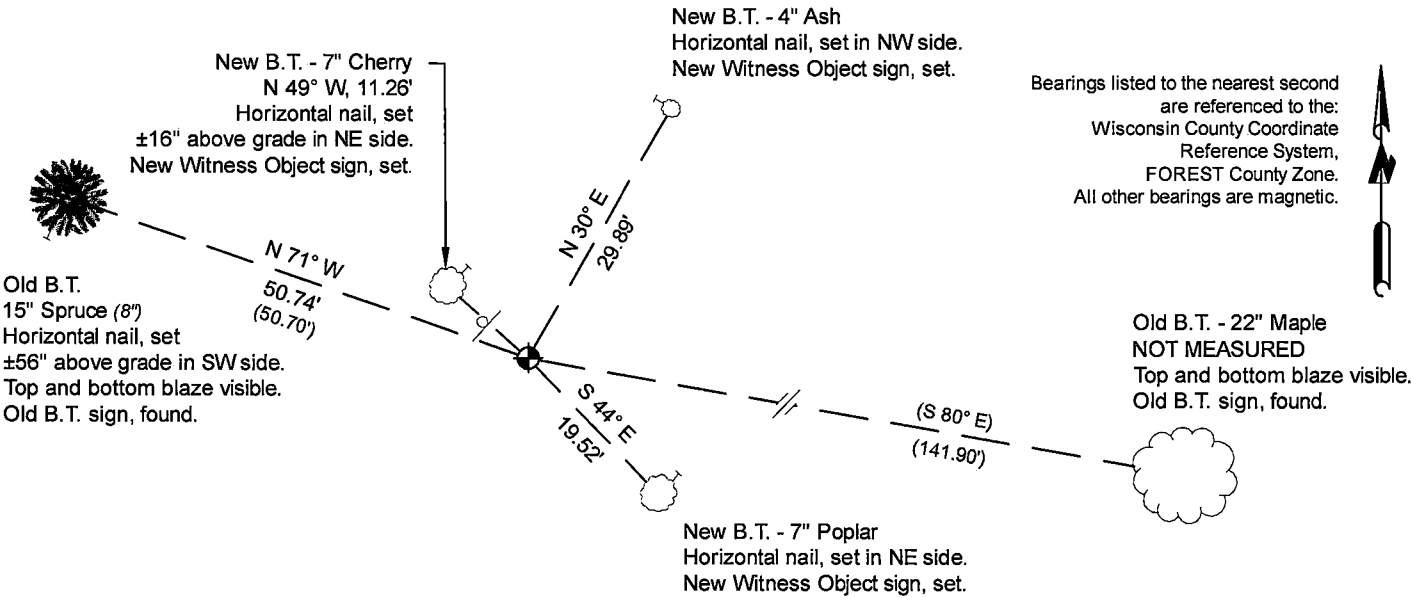 New B.T. - 4" Ash
Horizontal nail, set in NW side.
New Witness Object sign, set.
New B.T. - 7" Cherry
N 49° W, 11.26'
Horizontal nail, set
±16" above grade in NE side.
New Witness Object sign, set.
Bearings listed to the nearest second
are referenced to the:
Wisconsin County Coordinate
Reference System,
FOREST County Zone.
All other bearings are magnetic.
N
N 30° E
29.89'
N 71° W
50.74'
(50.70')
Old B.T.
15" Spruce (8")
Horizontal nail, set
±56" above grade in SW side.
Top and bottom blaze visible.
Old B.T. sign, found.
Old B.T. - 22" Maple
NOT MEASURED
Top and bottom blaze visible.
Old B.T. sign, found.
S 44° E
19.52'
(S 80° E)
(141.90')
New B.T. - 7" Poplar
Horizontal nail, set in NE side.
New Witness Object sign, set.